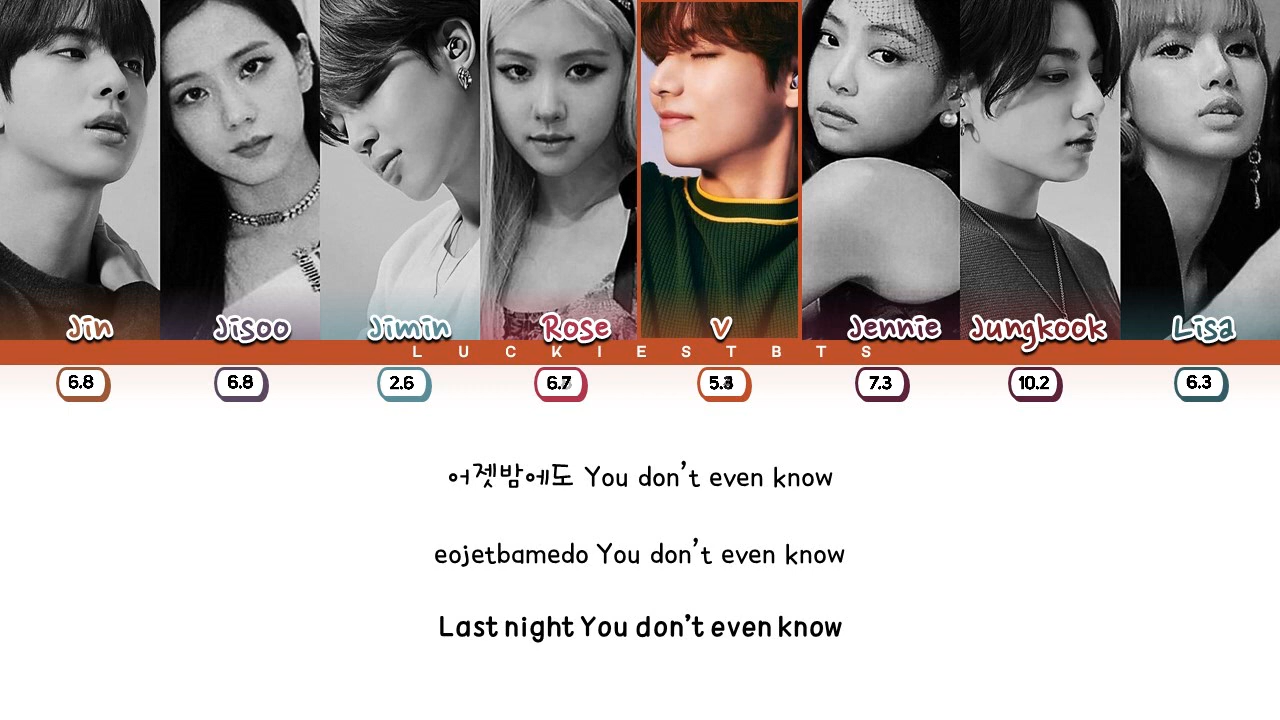 Jin Jisoo Jimin Rose V Jennie Jungkook Lisa
LUCKIESTBTS
6.8 6.8 2.6 6.7 7.3 10.2 6.3
어젯밤에도 You don't even know
eojetbamedo You don't even know
Last night You don't even know